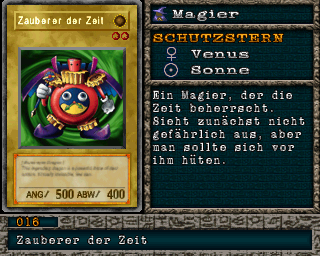 Zauberer der Zeit
ANG/ 500 ABW/ 400
Magier
SCHUTZSTERN
♀ Venus
☉ Sonne
Ein Magier, der die
Zeit beherrscht.
Sieht zunächst nicht
gefährlich aus, aber
man sollte sich vor
ihm hüten.
016
Zauberer der Zeit